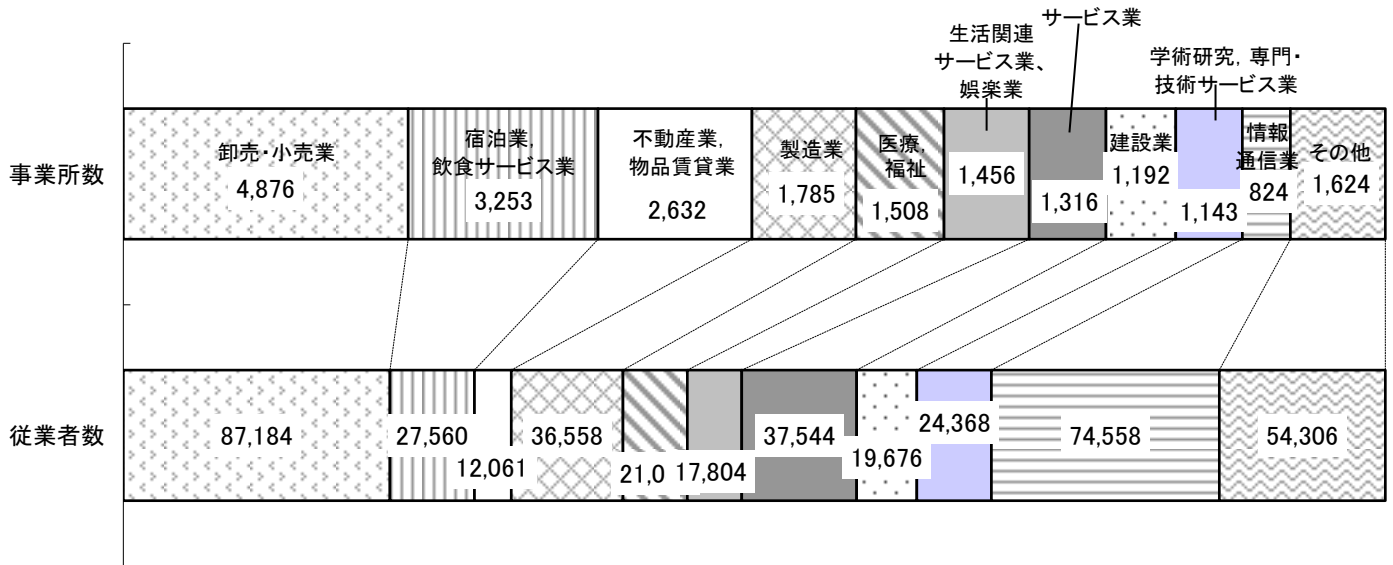 生活関連
サービス業、
娯楽業
サービス業
学術研究, 専門・
技術サービス業
事業所数
卸売・小売業
4,876
宿泊業,
飲食サービス業
3,253
不動産業,
物品賃貸業
2,632
製造業
1,785
医療,
福祉
1,508
1,456
1,316
建設業
1,192
1,143
情報
通信業
824
その他
1,624
従業者数
87,184
27,560
12,061
36,558
21,0
17,804
37,544
19,676
24,368
74,558
54,306